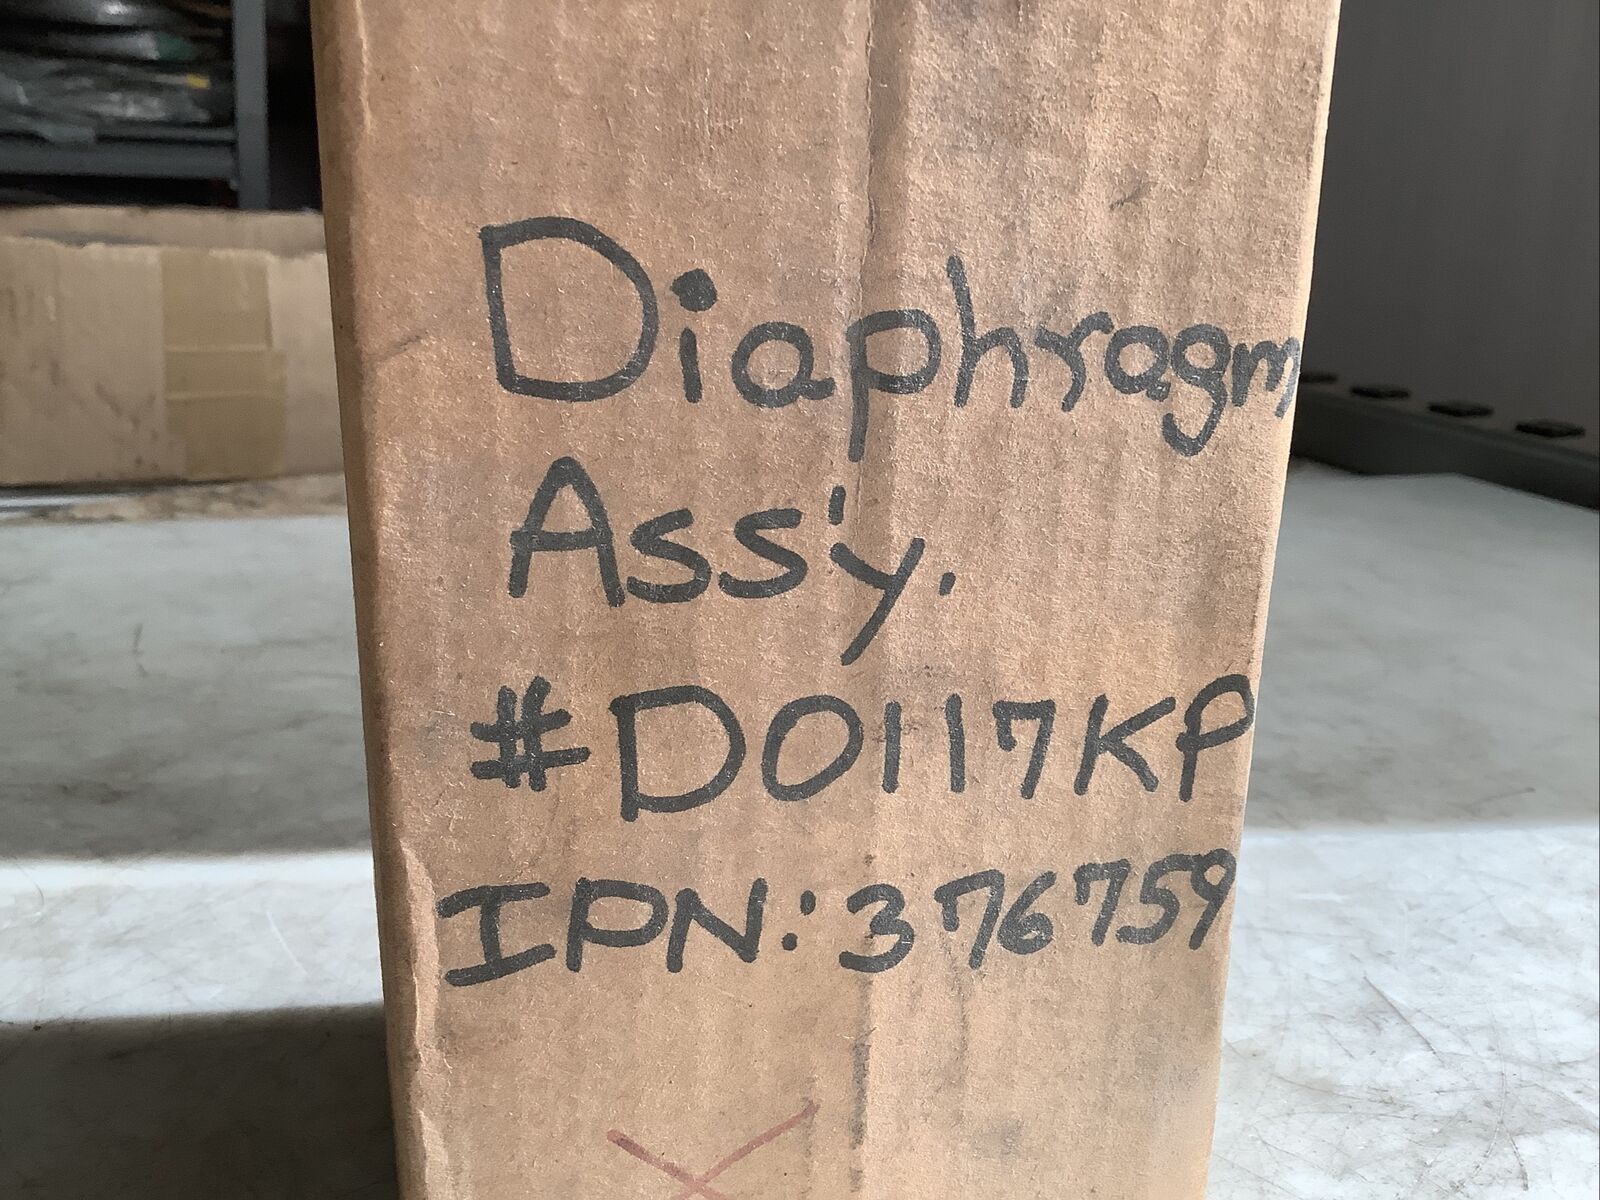 Diaphragm
Ass'y.
#D0117KP
IPN: 376759